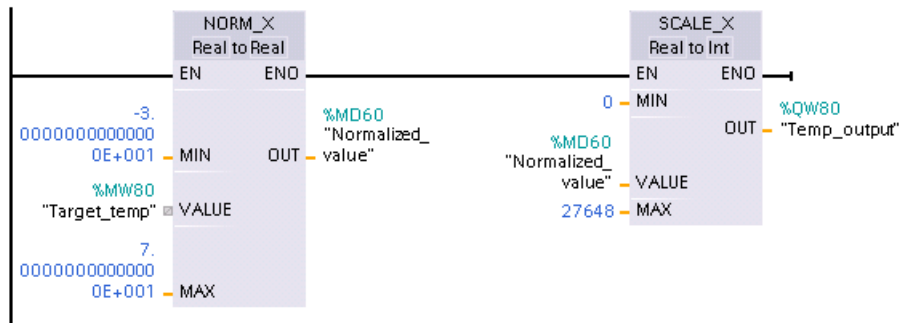 NORM_X
Real to Real
EN
ENO
-3.
0000000000000
0E+001
MIN
OUT
%MD60
"Normalized_
value"
%MW80
"Target_temp"
VALUE
7.
0000000000000
0E+001
MAX
SCALE_X
Real to Int
EN
ENO
0
MIN
OUT
%QW80
"Temp_output"
%MD60
"Normalized_
value"
VALUE
27648
MAX